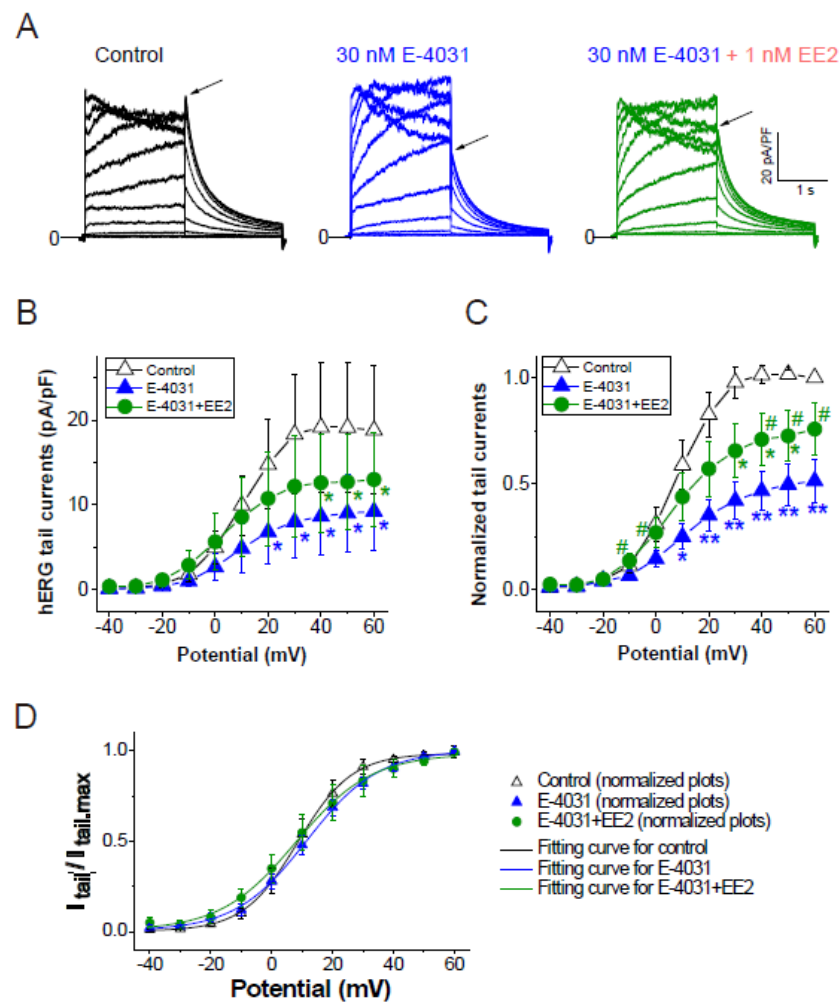 A
Control
30 nM E-4031
30 nM E-4031 + 1 nM EE2
20 pA/PF
1 s
0
0
0
B
Control
E-4031
E-4031+EE2
hERG tail currents (pA/pF)
20
10
0
* * * * *
* * *
-40 -20 0 20 40 60
Potential (mV)
C
Control
E-4031
E-4031+EE2
Normalized tail currents
1.0
0.5
0.0
# # # # #
* * *
* ** ** ** ** **
-40 -20 0 20 40 60
Potential (mV)
D
I tail/ I tail.max
1.0
0.5
0.0
-40 -20 0 20 40 60
Potential (mV)
Control (normalized plots)
E-4031 (normalized plots)
E-4031+EE2 (normalized plots)
Fitting curve for control
Fitting curve for E-4031
Fitting curve for E-4031+EE2